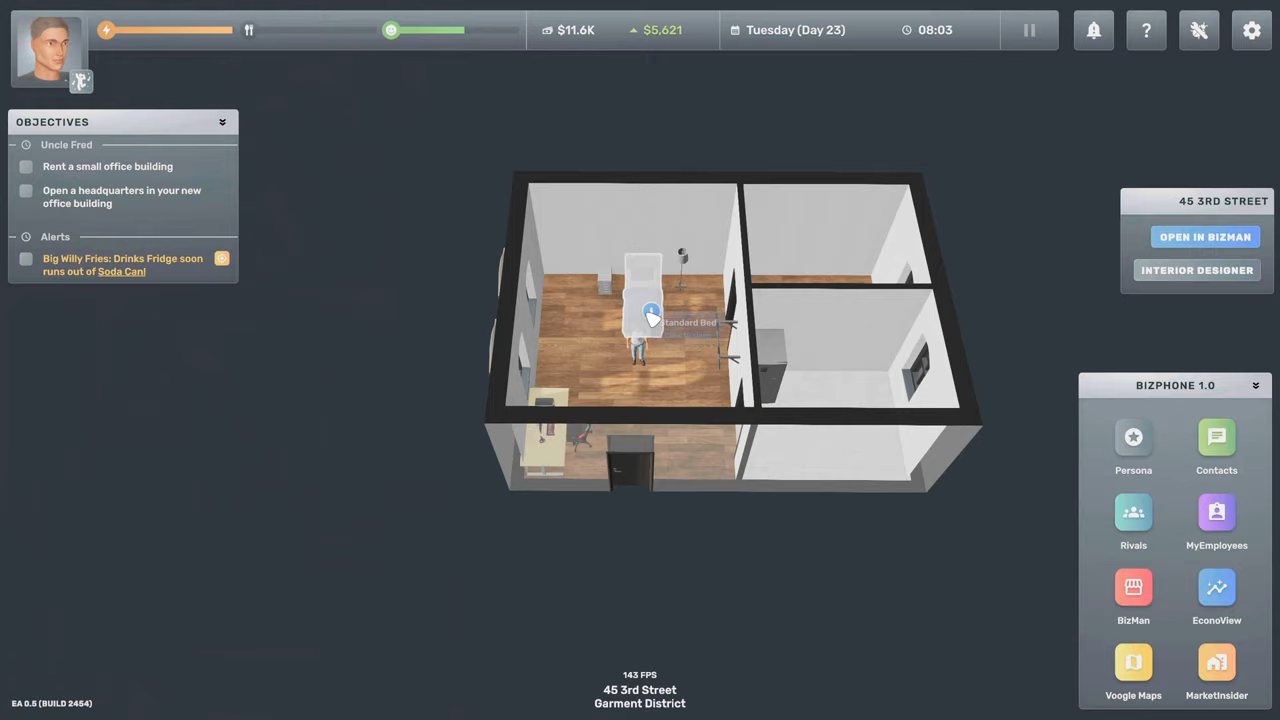 $11.6K
$5,621
Tuesday (Day 23)
08:03
?
OBJECTIVES
Uncle Fred
Rent a small office building
Open a headquarters in your new
office building
Alerts
Big Willy Fries: Drinks Fridge soon
runs out of Soda Can!
45 3RD STREET
OPEN IN BIZMAN
INTERIOR DESIGNER
Standard Bed
BIZPHONE 1.0
Persona
Contacts
Rivals
MyEmployees
BizMan
EconoView
Voogle Maps
MarketInsider
143 FPS
45 3rd Street
Garment District
EA 0.5 (BUILD 2454)